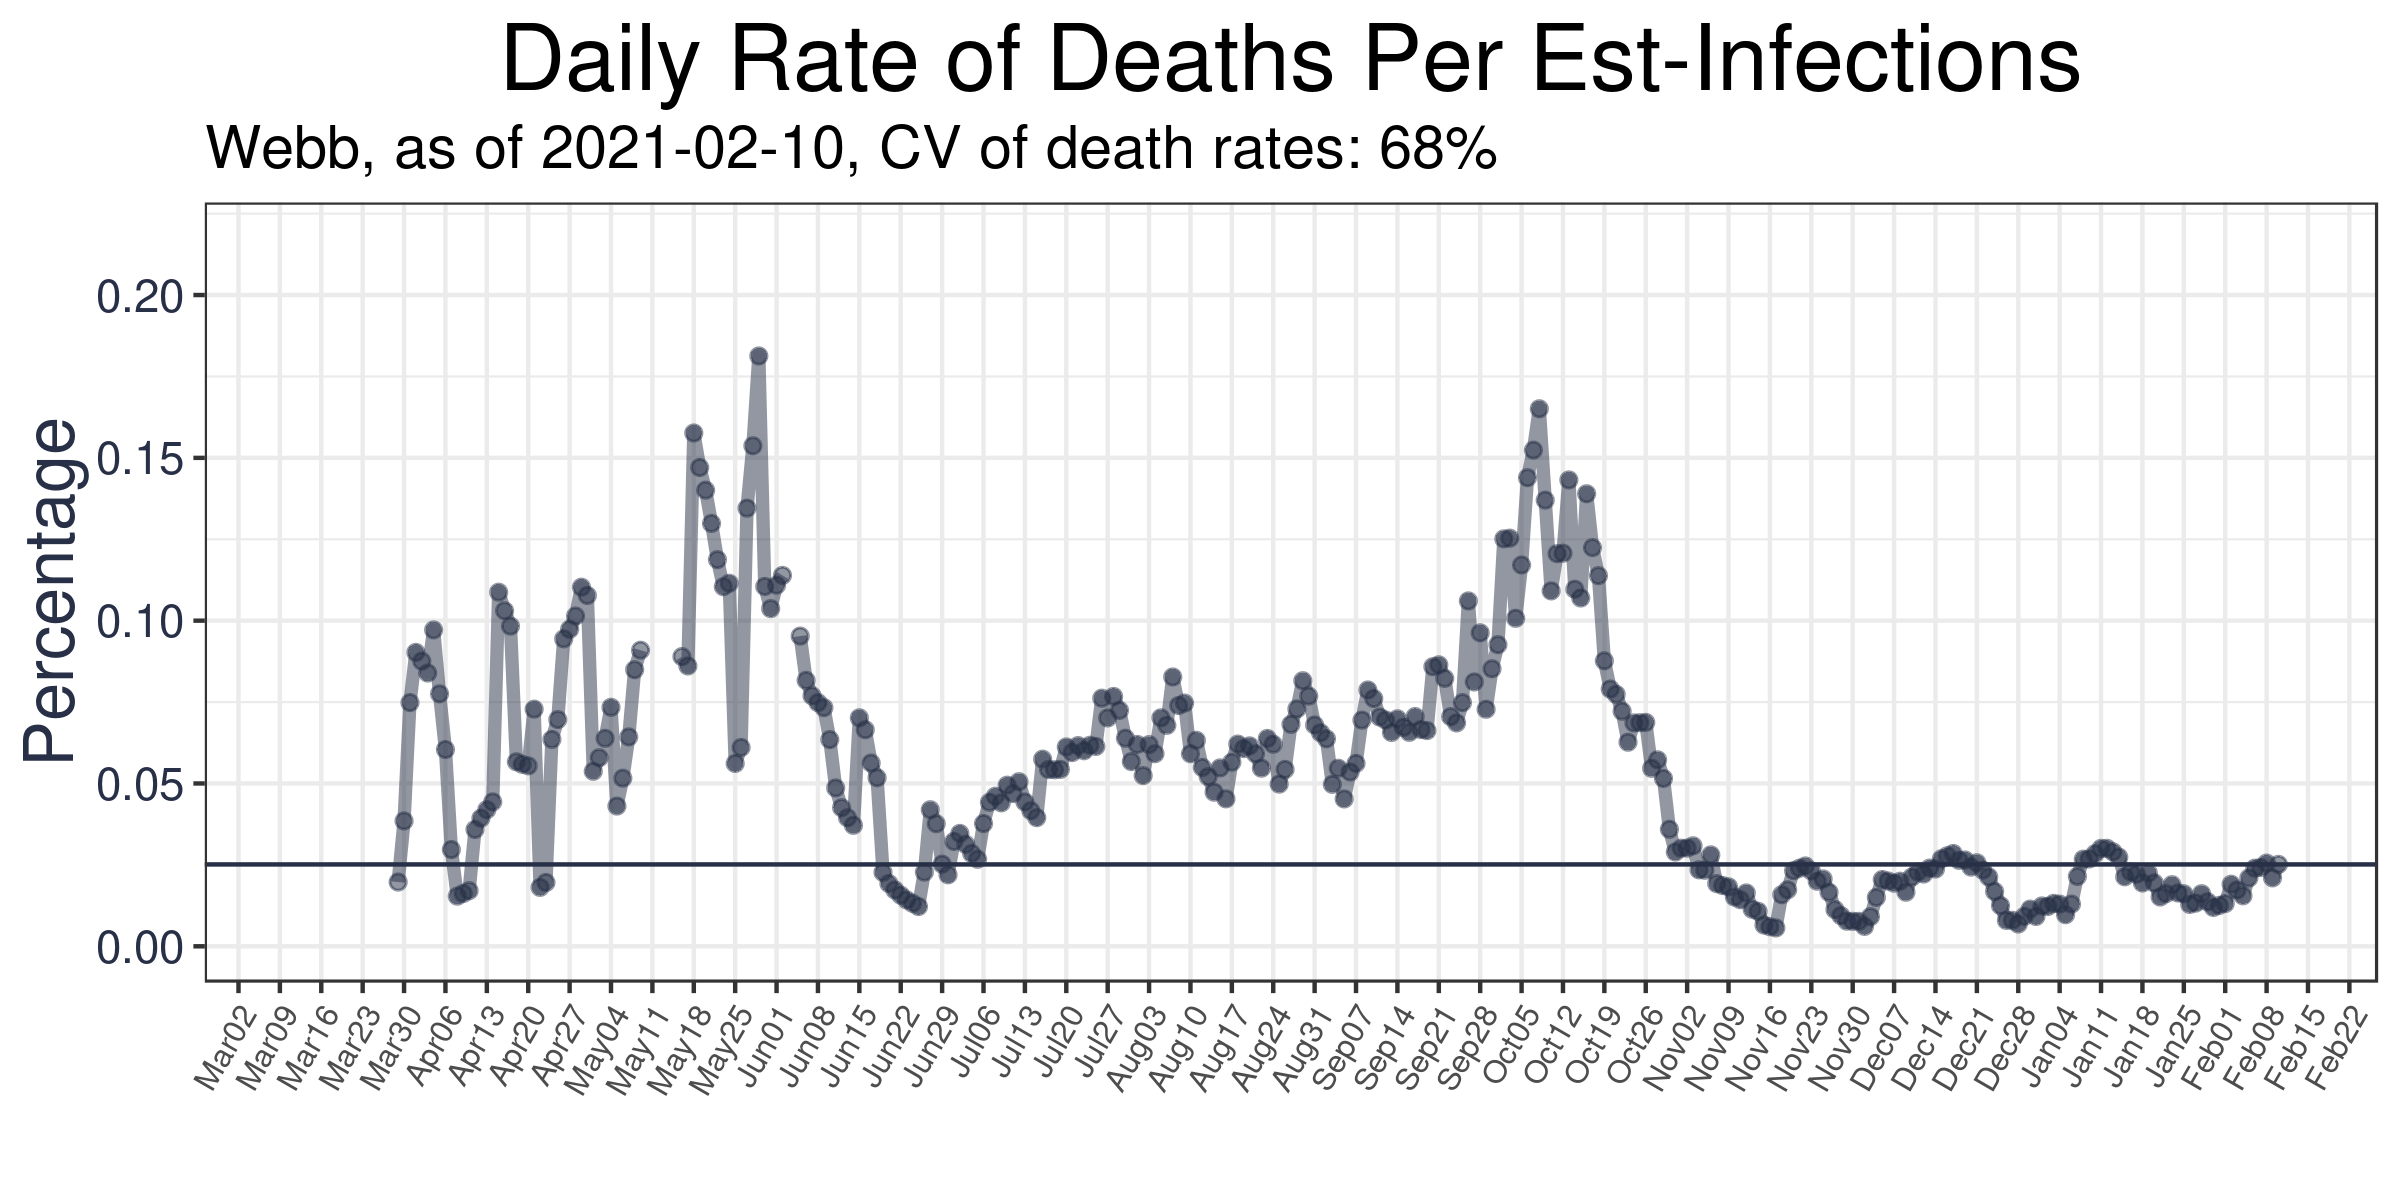 Daily Rate of Deaths Per Est-Infections
Webb, as of 2021-02-10, CV of death rates: 68%
Percentage
0.20
0.15
0.10
0.05
0.00
Mar02
Mar09
Mar16
Mar23
Mar30
Apr06
Apr13
Apr20
Apr27
May04
May11
May18
May25
Jun01
Jun08
Jun15
Jun22
Jun29
Jul06
Jul13
Jul20
Jul27
Aug03
Aug10
Aug17
Aug24
Aug31
Sep07
Sep14
Sep21
Sep28
Oct05
Oct12
Oct19
Oct26
Nov02
Nov09
Nov16
Nov23
Nov30
Dec07
Dec14
Dec21
Dec28
Jan04
Jan11
Jan18
Jan25
Feb01
Feb08
Feb15
Feb22